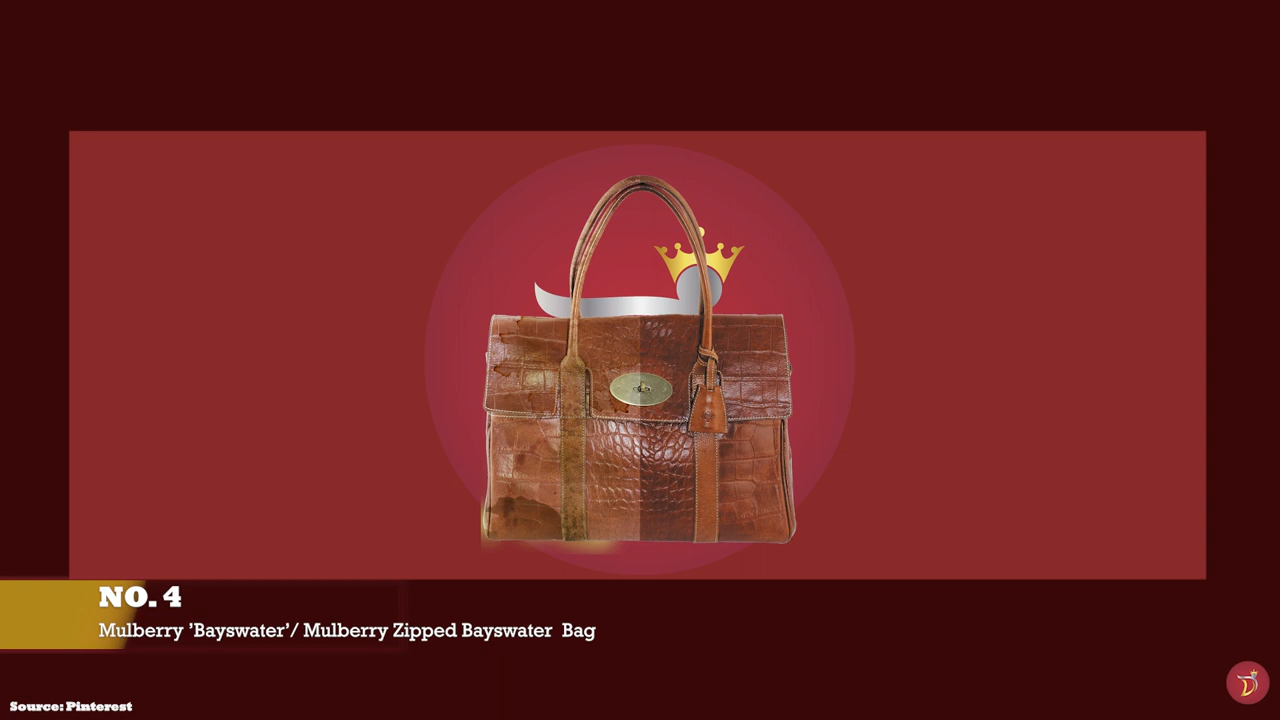 NO. 4
Mulberry ’Bayswater’/ Mulberry Zipped Bayswater  Bag
Source: Pinterest